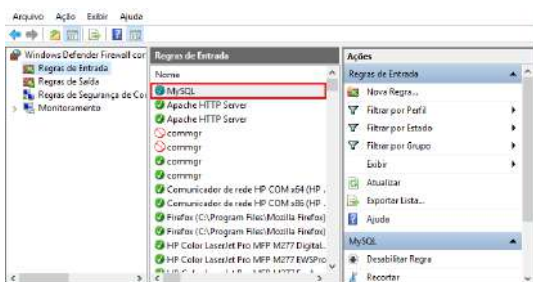 Arquivo Ação Exibir Ajuda
Windows Defender Firewall cor
Regras de Entrada
Regras de Saída
Regras de Segurança de Co
Monitoramento
Regras de Entrada
Nome
MySQL
Apache HTTP Server
Apache HTTP Server
commgr
commgr
commgr
commgr
Comunicador de rede HP COM x64 (HP .
Comunicador de rede HP COM x86 (HP .
Firefox (C:\Program Files\Mozilla Firefox)
Firefox (C:\Program Files\Mozilla Firefox)
HP Color LaserJet Pro MFP M277 Digital.
HP Color LaserJet Pro MFP M277 EWSPro
Ações
Regras de Entrada
Nova Regra...
Filtrar por Perfil
Filtrar por Estado
Filtrar por Grupo
Exibir
Atualizar
Exportar Lista...
Ajuda
MySQL
Desabilitar Regra
Recortar